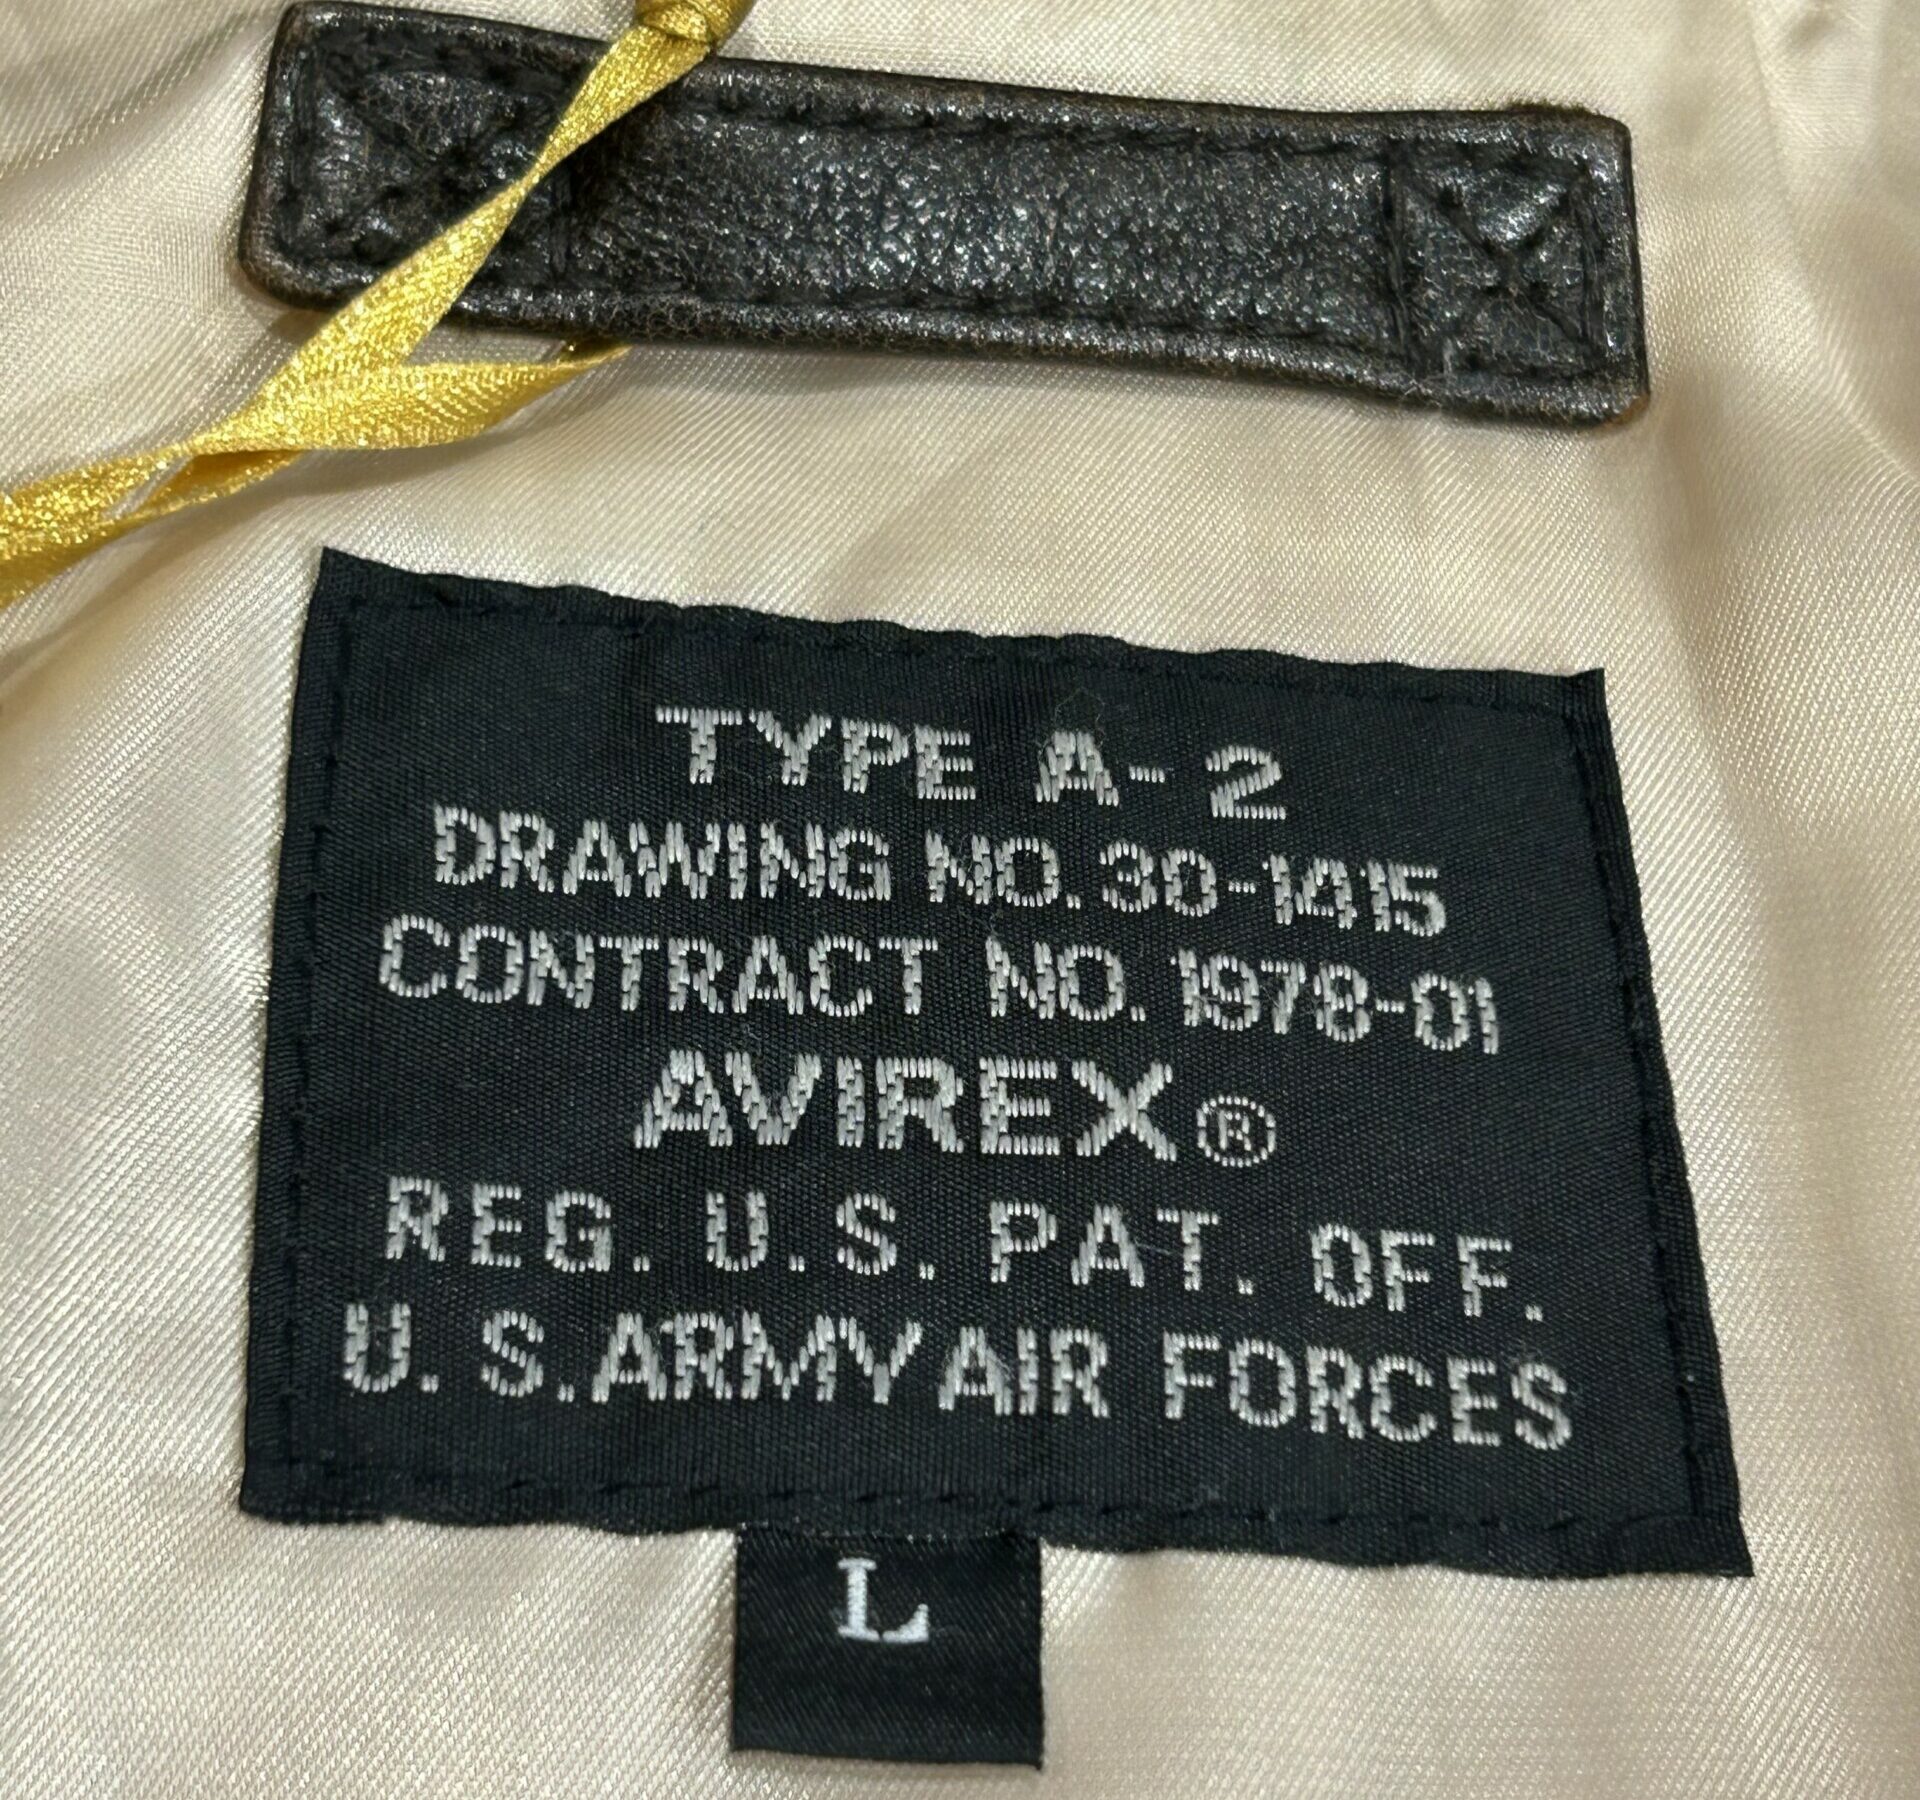 TYPE A-2
DRAWING NO. 30-1415
CONTRACT NO. 1978-01
AVIREX®
REG. U.S. PAT. OFF.
U.S. ARMY AIR FORCES
L